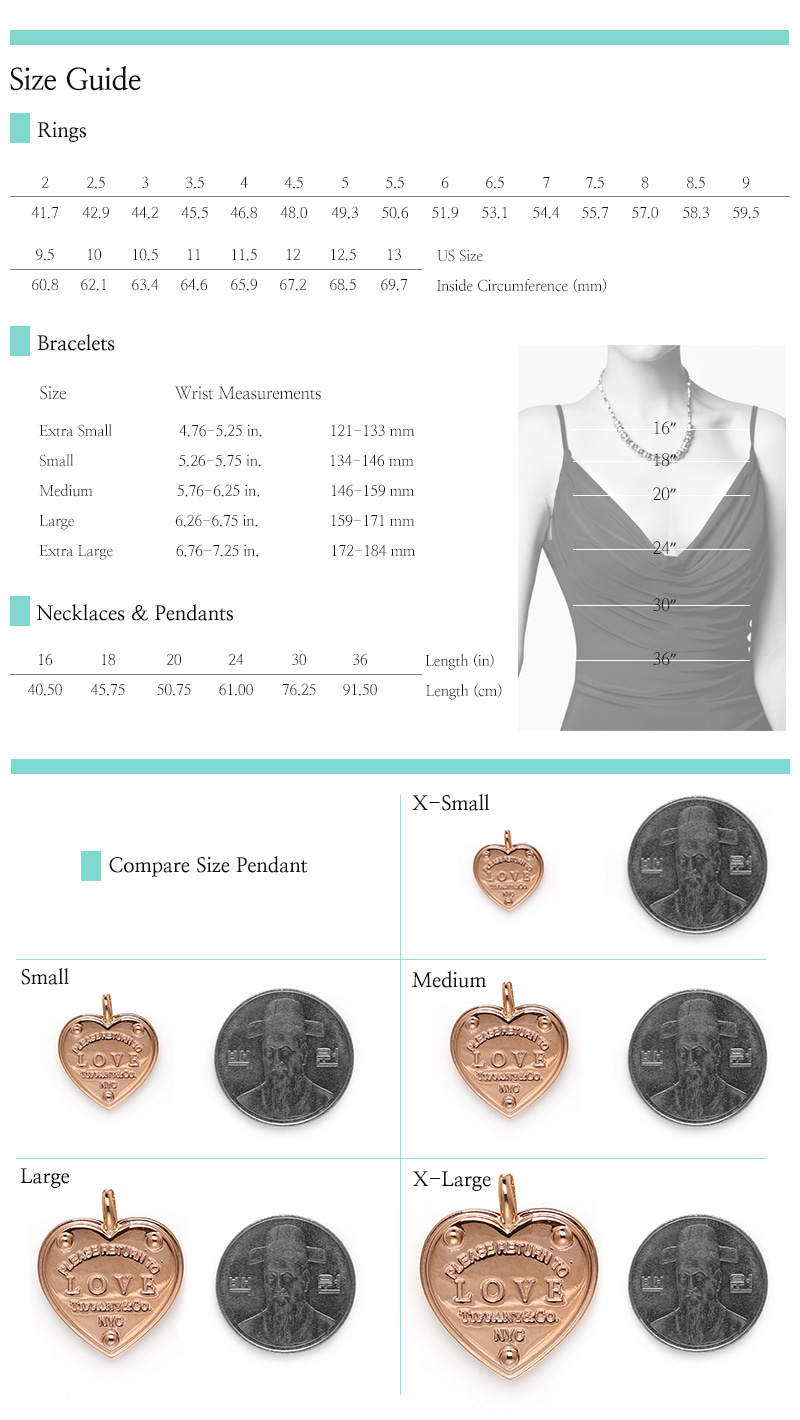 Size Guide
Rings
2 2.5 3 3.5 4 4.5 5 5.5 6 6.5 7 7.5 8 8.5 9
41.7 42.9 44.2 45.5 46.8 48.0 49.3 50.6 51.9 53.1 54.4 55.7 57.0 58.3 59.5
9.5 10 10.5 11 11.5 12 12.5 13 US Size
60.8 62.1 63.4 64.6 65.9 67.2 68.5 69.7 Inside Circumference (mm)
Bracelets
Size Wrist Measurements
Extra Small 4.76-5.25 in. 121-133 mm
Small 5.26-5.75 in. 134-146 mm
Medium 5.76-6.25 in. 146-159 mm
Large 6.26-6.75 in. 159-171 mm
Extra Large 6.76-7.25 in. 172-184 mm
16″
18″
20″
24″
30″
36″
Necklaces & Pendants
16 18 20 24 30 36 Length (in)
40.50 45.75 50.75 61.00 76.25 91.50 Length (cm)
Compare Size Pendant
X-Small
PLEASE RETURN TO
LOVE
TIFFANY & CO.
NYC
Small
PLEASE RETURN TO
LOVE
TIFFANY & CO.
NYC
Medium
PLEASE RETURN TO
LOVE
TIFFANY & CO.
NYC
Large
PLEASE RETURN TO
LOVE
TIFFANY & CO.
NYC
X-Large
PLEASE RETURN TO
LOVE
TIFFANY & CO.
NYC